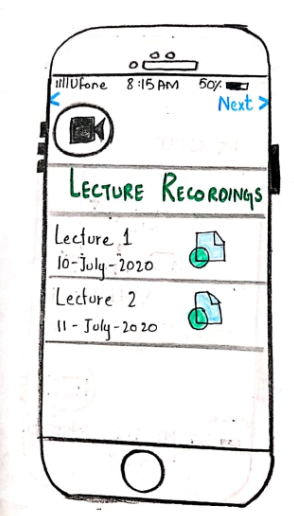 Ufone 8:15 AM 50%
< Next >
LECTURE RECORDINGS
Lecture 1
10-July-2020
Lecture 2
11-July-2020